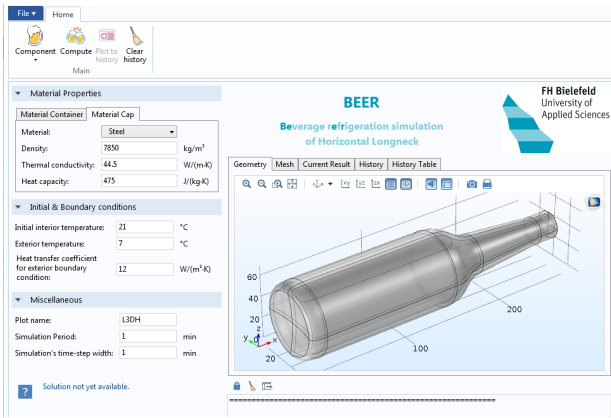 File
Home
Component
Compute
Plot to history
Clear history
Main
Material Properties
Material Container
Material Cap
Material: Steel
Density: 7850 kg/m³
Thermal conductivity: 44.5 W/(m·K)
Heat capacity: 475 J/(kg·K)
Initial & Boundary conditions
Initial interior temperature: 21 °C
Exterior temperature: 7 °C
Heat transfer coefficient
for exterior boundary
condition: 12 W/(m²·K)
Miscellaneous
Plot name: L3DH
Simulation Period: 1 min
Simulation's time-step width: 1 min
? Solution not yet available.
BEER
Beverage refrigeration simulation
of Horizontal Longneck
FH Bielefeld
University of
Applied Sciences
Geometry Mesh Current Result History History Table
xy yz zx
60
40
20
0
20
100
200
z
y
x